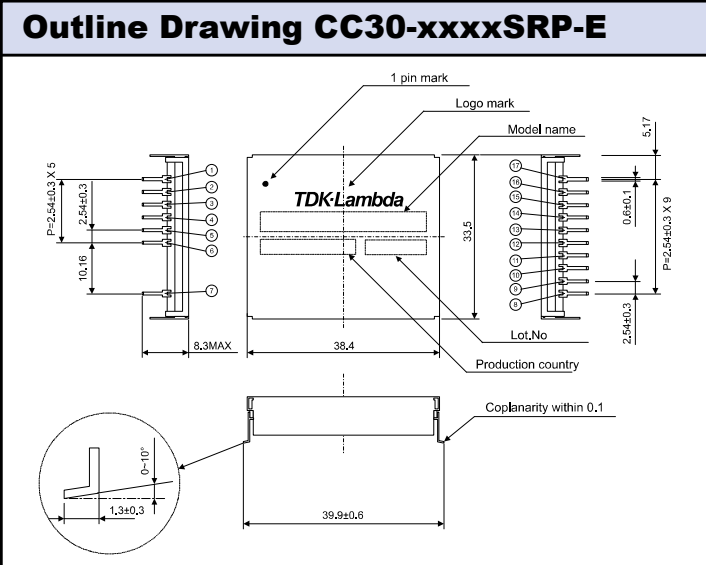 Outline Drawing CC30-xxxxSRP-E
1 pin mark
Logo mark
Model name
5.17
P=2.54±0.3 X 5
2.54±0.3
10.16
1
2
3
4
5
6
7
TDK·Lambda
33.5
17
16
15
14
13
12
11
10
9
8
0.6±0.1
P=2.54±0.3 X 9
2.54±0.3
8.3MAX
38.4
Lot.No
Production country
Coplanarity within 0.1
0~10°
1.3±0.3
39.9±0.6